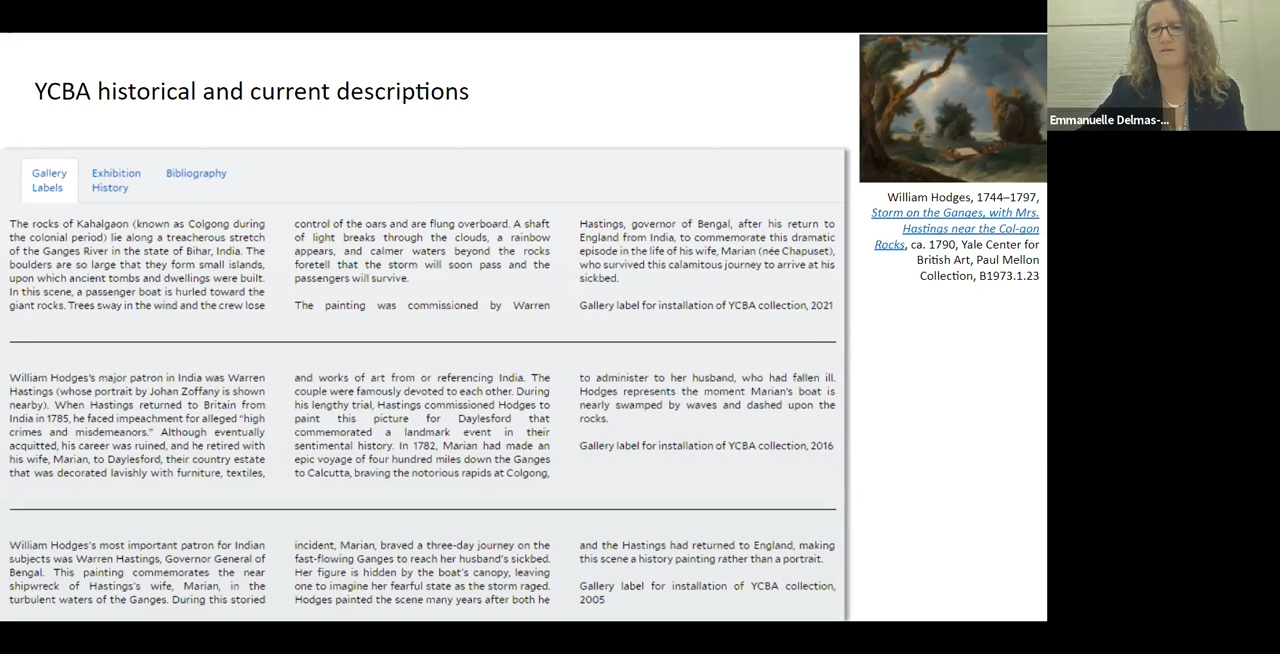 YCBA historical and current descriptions
Gallery
Labels
Exhibition
History
Bibliography
The rocks of Kahalgaon (known as Colgong during
the colonial period) lie along a treacherous stretch
of the Ganges River in the state of Bihar, India. The
boulders are so large that they form small islands,
upon which ancient tombs and dwellings were built.
In this scene, a passenger boat is hurled toward the
giant rocks. Trees sway in the wind and the crew lose
control of the oars and are flung overboard. A shaft
of light breaks through the clouds, a rainbow
appears, and calmer waters beyond the rocks
foretell that the storm will soon pass and the
passengers will survive.
The painting was commissioned by Warren
Hastings, governor of Bengal, after his return to
England from India, to commemorate this dramatic
episode in the life of his wife, Marian (née Chapuset),
who survived this calamitous journey to arrive at his
sickbed.
Gallery label for installation of YCBA collection, 2021
William Hodges's major patron in India was Warren
Hastings (whose portrait by Johan Zoffany is shown
nearby). When Hastings returned to Britain from
India in 1785, he faced impeachment for alleged "high
crimes and misdemeanors." Although eventually
acquitted, his career was ruined, and he retired with
his wife, Marian, to Daylesford, their country estate
that was decorated lavishly with furniture, textiles,
and works of art from or referencing India. The
couple were famously devoted to each other. During
his lengthy trial, Hastings commissioned Hodges to
paint this picture for Daylesford that
commemorated a landmark event in their
sentimental history. In 1782, Marian had made an
epic voyage of four hundred miles down the Ganges
to Calcutta, braving the notorious rapids at Colgong,
to administer to her husband, who had fallen ill.
Hodges represents the moment Marian's boat is
nearly swamped by waves and dashed upon the
rocks.
Gallery label for installation of YCBA collection, 2016
William Hodges's most important patron for Indian
subjects was Warren Hastings, Governor General of
Bengal. This painting commemorates the near
shipwreck of Hastings's wife, Marian, in the
turbulent waters of the Ganges. During this storied
incident, Marian, braved a three-day journey on the
fast-flowing Ganges to reach her husband's sickbed.
Her figure is hidden by the boat's canopy, leaving
one to imagine her fearful state as the storm raged.
Hodges painted the scene many years after both he
and the Hastings had returned to England, making
this scene a history painting rather than a portrait.
Gallery label for installation of YCBA collection,
2005
William Hodges, 1744–1797,
Storm on the Ganges, with Mrs.
Hastings near the Col-gon
Rocks, ca. 1790, Yale Center for
British Art, Paul Mellon
Collection, B1973.1.23
Emmanuelle Delmas-...